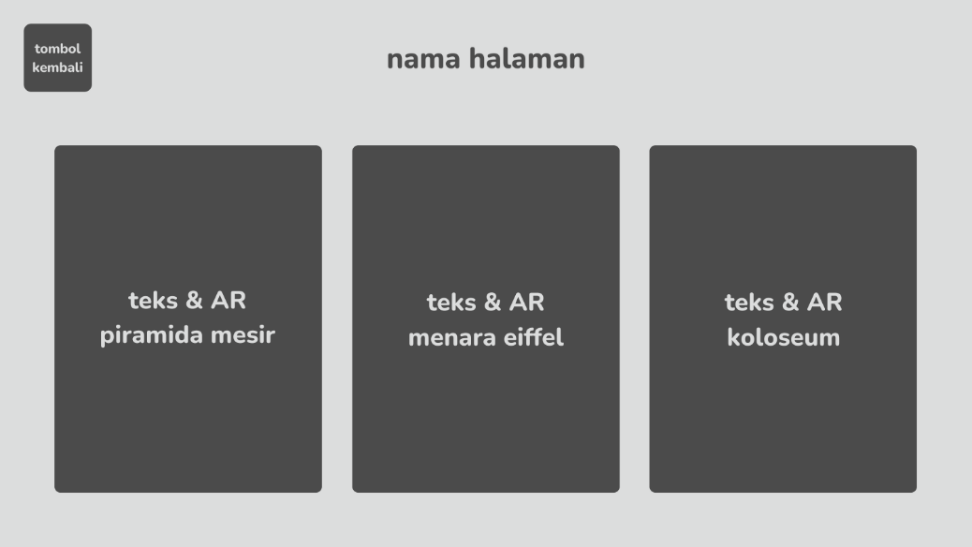 tombol
kembali
nama halaman
teks & AR
piramida mesir
teks & AR
menara eiffel
teks & AR
koloseum